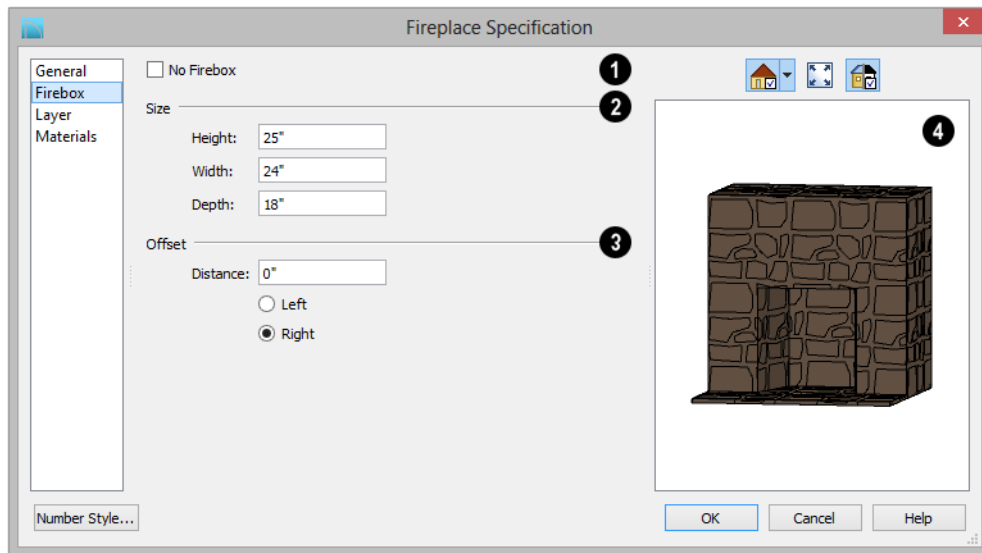 Fireplace Specification
General
Firebox
Layer
Materials
No Firebox
1
Size
2
Height: 25"
Width: 24"
Depth: 18"
Offset
3
Distance: 0"
Left
Right
4
Number Style...
OK
Cancel
Help